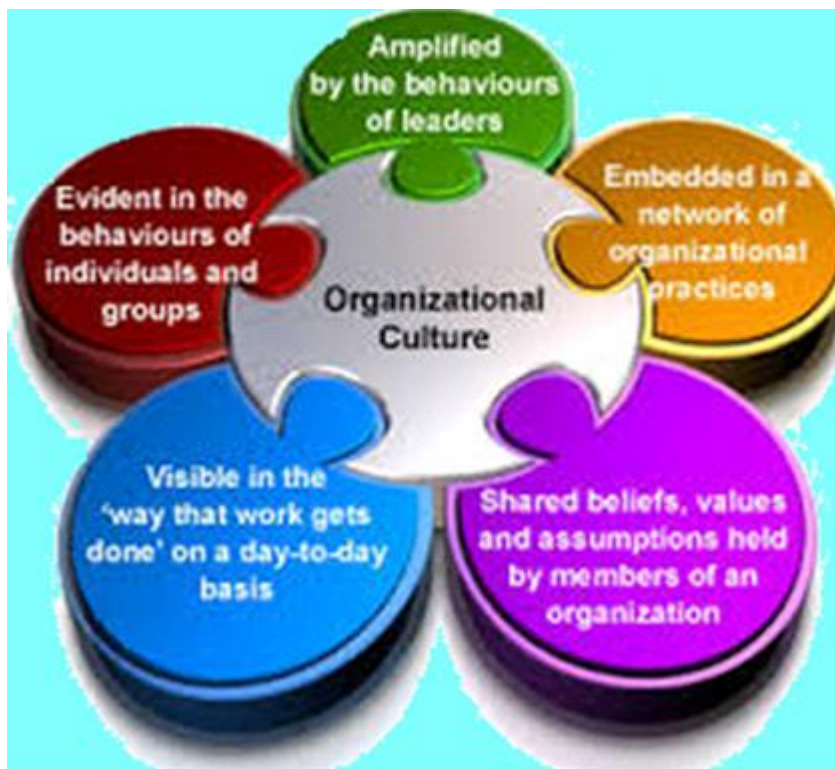 Amplified
by the behaviours
of leaders
Evident in the
behaviours of
individuals and
groups
Embedded in a
network of
organizational
practices
Organizational
Culture
Visible in the
‘way that work gets
done’ on a day-to-day
basis
Shared beliefs, values
and assumptions held
by members of an
organization